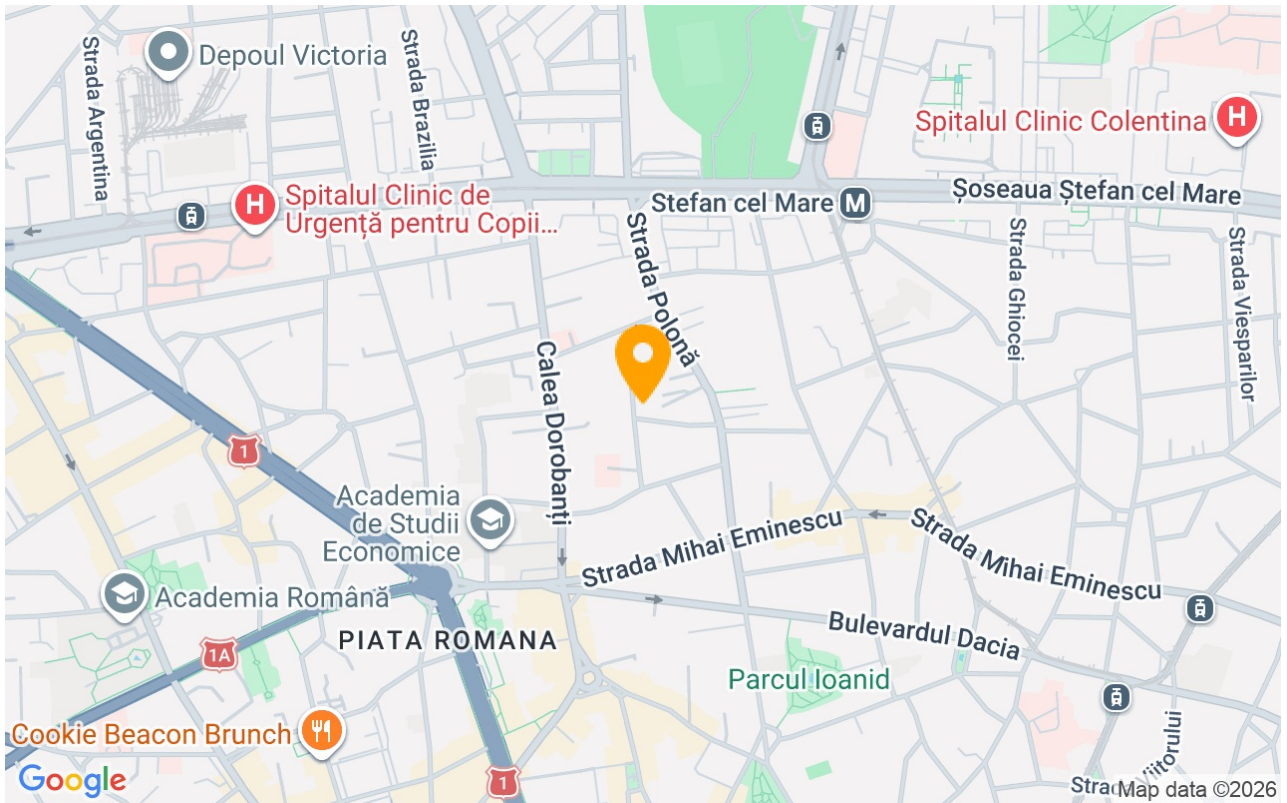 Strada Argentina
Depoul Victoria
Strada Brazilia
Spitalul Clinic Colentina
H
H
Spitalul Clinic de
Urgență pentru Copii...
Stefan cel Mare M
Șoseaua Ștefan cel Mare
Strada Polonă
Strada Ghiocei
Strada Viesparilor
Calea Dorobanți
1
Academia
de Studii
Economice
Strada Mihai Eminescu
Strada Mihai Eminescu
Academia Română
PIATA ROMANA
1A
Bulevardul Dacia
Parcul Ioanid
Cookie Beacon Brunch
1
Google
Strada Viitorului
Map data ©2026